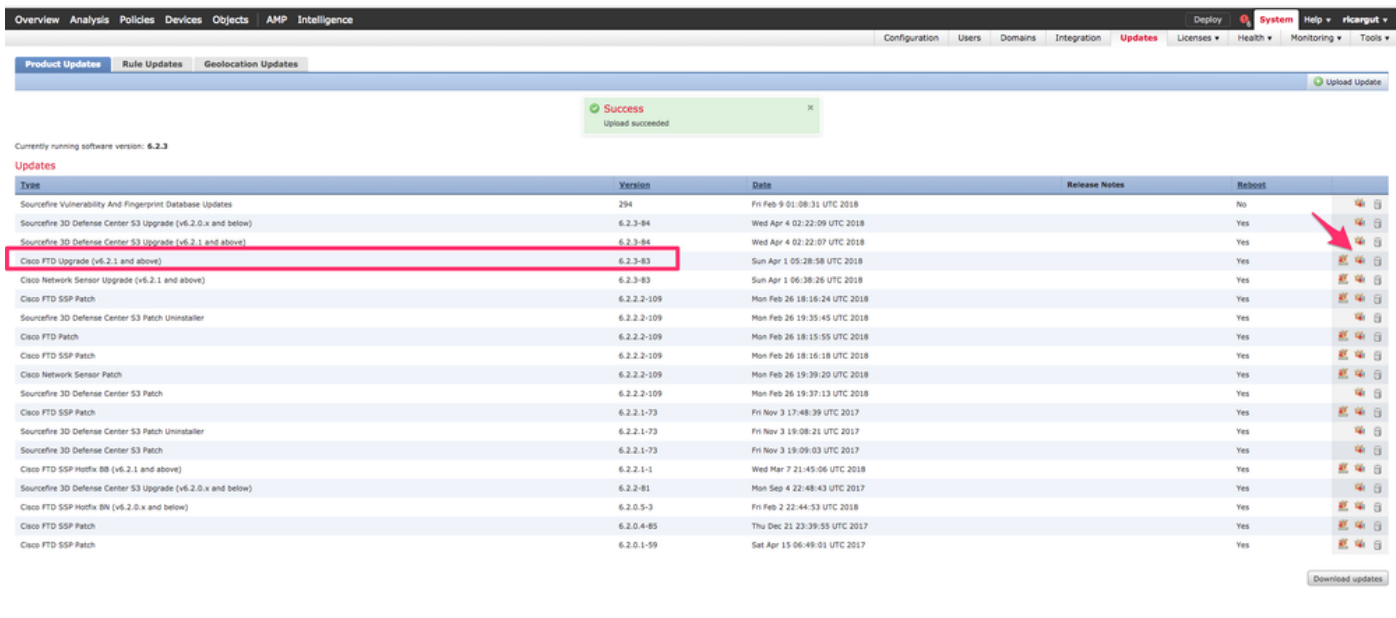 Overview Analysis Policies Devices Objects AMP Intelligence Deploy System Help ricargut
Configuration Users Domains Integration Updates Licenses Health Monitoring Tools
Product Updates Rule Updates Geolocation Updates
Upload Update
Success
Upload succeeded
Currently running software version: 6.2.3
Updates
Type Version Date Release Notes Reboot
Sourcefire Vulnerability And Fingerprint Database Updates 294 Fri Feb 9 01:08:31 UTC 2018 No
Sourcefire 3D Defense Center S3 Upgrade (v6.2.0.x and below) 6.2.3-84 Wed Apr 4 02:22:09 UTC 2018 Yes
Sourcefire 3D Defense Center S3 Upgrade (v6.2.1 and above) 6.2.3-84 Wed Apr 4 02:22:07 UTC 2018 Yes
Cisco FTD Upgrade (v6.2.1 and above) 6.2.3-83 Sun Apr 1 05:28:58 UTC 2018 Yes
Cisco Network Sensor Upgrade (v6.2.1 and above) 6.2.3-83 Sun Apr 1 06:38:26 UTC 2018 Yes
Cisco FTD SSP Patch 6.2.2.2-109 Mon Feb 26 18:16:24 UTC 2018 Yes
Sourcefire 3D Defense Center S3 Patch Uninstaller 6.2.2.2-109 Mon Feb 26 19:35:45 UTC 2018 Yes
Cisco FTD Patch 6.2.2.2-109 Mon Feb 26 18:15:55 UTC 2018 Yes
Cisco FTD SSP Patch 6.2.2.2-109 Mon Feb 26 18:16:18 UTC 2018 Yes
Cisco Network Sensor Patch 6.2.2.2-109 Mon Feb 26 19:39:20 UTC 2018 Yes
Sourcefire 3D Defense Center S3 Patch 6.2.2.2-109 Mon Feb 26 19:37:13 UTC 2018 Yes
Cisco FTD SSP Patch 6.2.2.1-73 Fri Nov 3 17:48:39 UTC 2017 Yes
Sourcefire 3D Defense Center S3 Patch Uninstaller 6.2.2.1-73 Fri Nov 3 19:08:21 UTC 2017 Yes
Sourcefire 3D Defense Center S3 Patch 6.2.2.1-73 Fri Nov 3 19:09:03 UTC 2017 Yes
Cisco FTD SSP Hotfix BB (v6.2.1 and above) 6.2.2.1-1 Wed Mar 7 21:45:06 UTC 2018 Yes
Sourcefire 3D Defense Center S3 Upgrade (v6.2.0.x and below) 6.2.2-81 Mon Sep 4 22:48:43 UTC 2017 Yes
Cisco FTD SSP Hotfix BN (v6.2.0.x and below) 6.2.0.5-3 Fri Feb 2 22:44:53 UTC 2018 Yes
Cisco FTD SSP Patch 6.2.0.4-85 Thu Dec 21 23:39:55 UTC 2017 Yes
Cisco FTD SSP Patch 6.2.0.1-59 Sat Apr 15 06:49:01 UTC 2017 Yes
Download updates